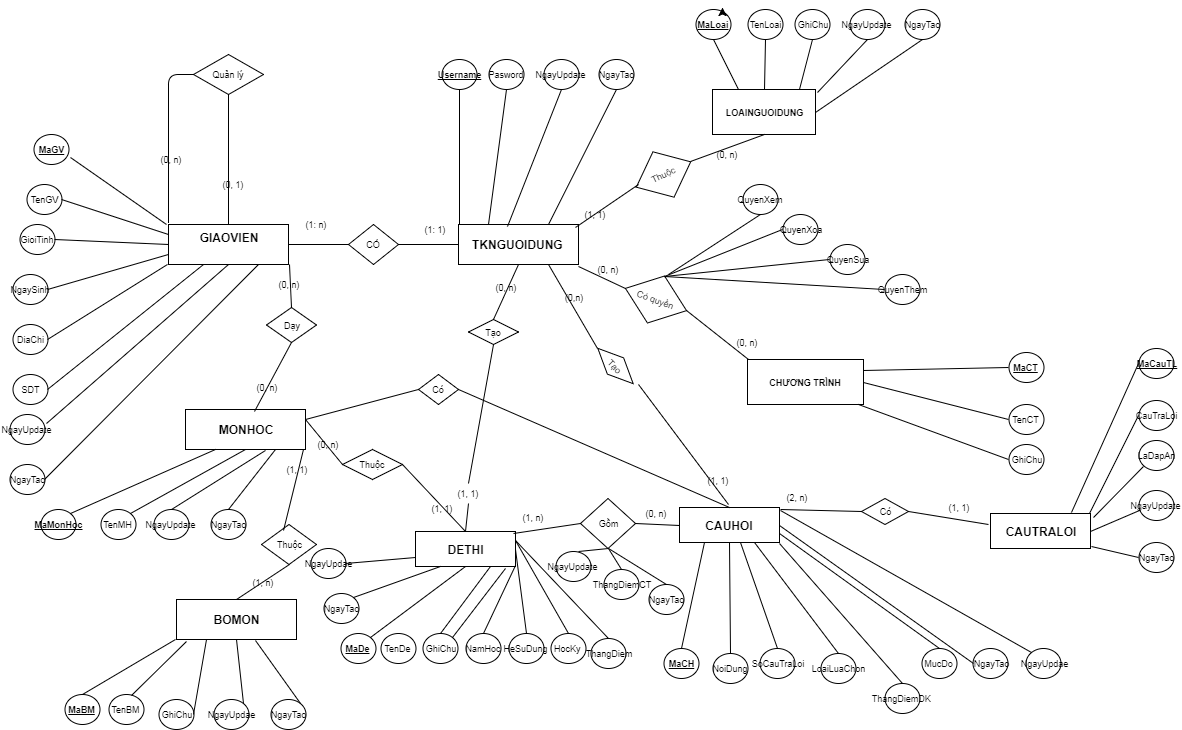 MaLoai
TenLoai
GhiChu
NgayUpdate
NgayTao
Quản lý
Username
Pasword
NgayUpdate
NgayTao
LOAINGUOIDUNG
MaGV
(0, n)
(0, 1)
(0, n)
Thuộc
TenGV
QuyenXem
GIAOVIEN
(1: n)
CÓ
(1: 1)
TKNGUOIDUNG
(1, 1)
QuyenXoa
GioiTinh
QuyenSua
NgaySinh
(0, n)
(0, n)
(0,n)
(0, n)
Có quyền
QuyenThem
DiaChi
Dạy
Tạo
Tạo
(0, n)
SDT
(0, n)
Có
CHƯƠNG TRÌNH
MaCT
MaCauTL
NgayUpdate
MONHOC
TenCT
CauTraLoi
(0, n)
Thuộc
GhiChu
LaDapAn
NgayTao
(1,1)
(1, 1)
(1, 1)
(2, n)
(1,1)
Có
(1, 1)
NgayUpdate
MaMonHoc
TenMH
NgayUpdate
NgayTao
(1, n)
Gồm
(0, n)
CAUHOI
CAUTRALOI
Thuộc
DETHI
NgayTao
NgayUpdae
NgayUpdate
ThangDiemCT
NgayTao
(1, n)
BOMON
NgayTao
MaDe
TenDe
GhiChu
NamHoc
HeSuDung
HocKy
ThangDiem
MaCH
NoiDung
SoCauTraLoi
LoaiLuaChon
MucDo
NgayTao
NgayUpdae
ThangDiemDK
MaBM
TenBM
GhiChu
NgayUpdae
NgayTao